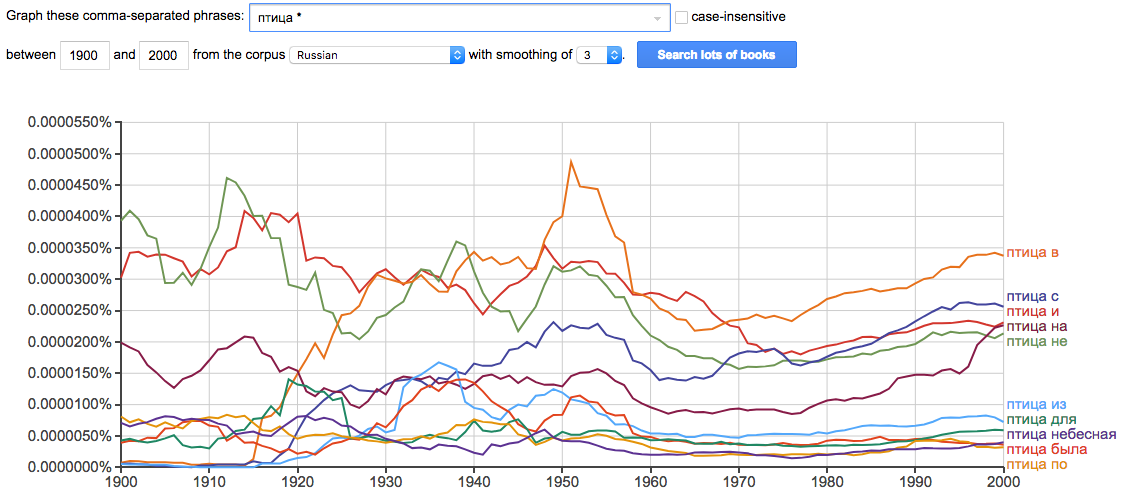 Graph these comma-separated phrases: птица * case-insensitive
between 1900 and 2000 from the corpus Russian with smoothing of 3 . Search lots of books
0.0000550%
0.0000500%
0.0000450%
0.0000400%
0.0000350%
0.0000300%
0.0000250%
0.0000200%
0.0000150%
0.0000100%
0.0000050%
0.0000000%
птица в
птица с
птица и
птица на
птица не
птица из
птица для
птица небесная
птица была
птица по
1900 1910 1920 1930 1940 1950 1960 1970 1980 1990 2000